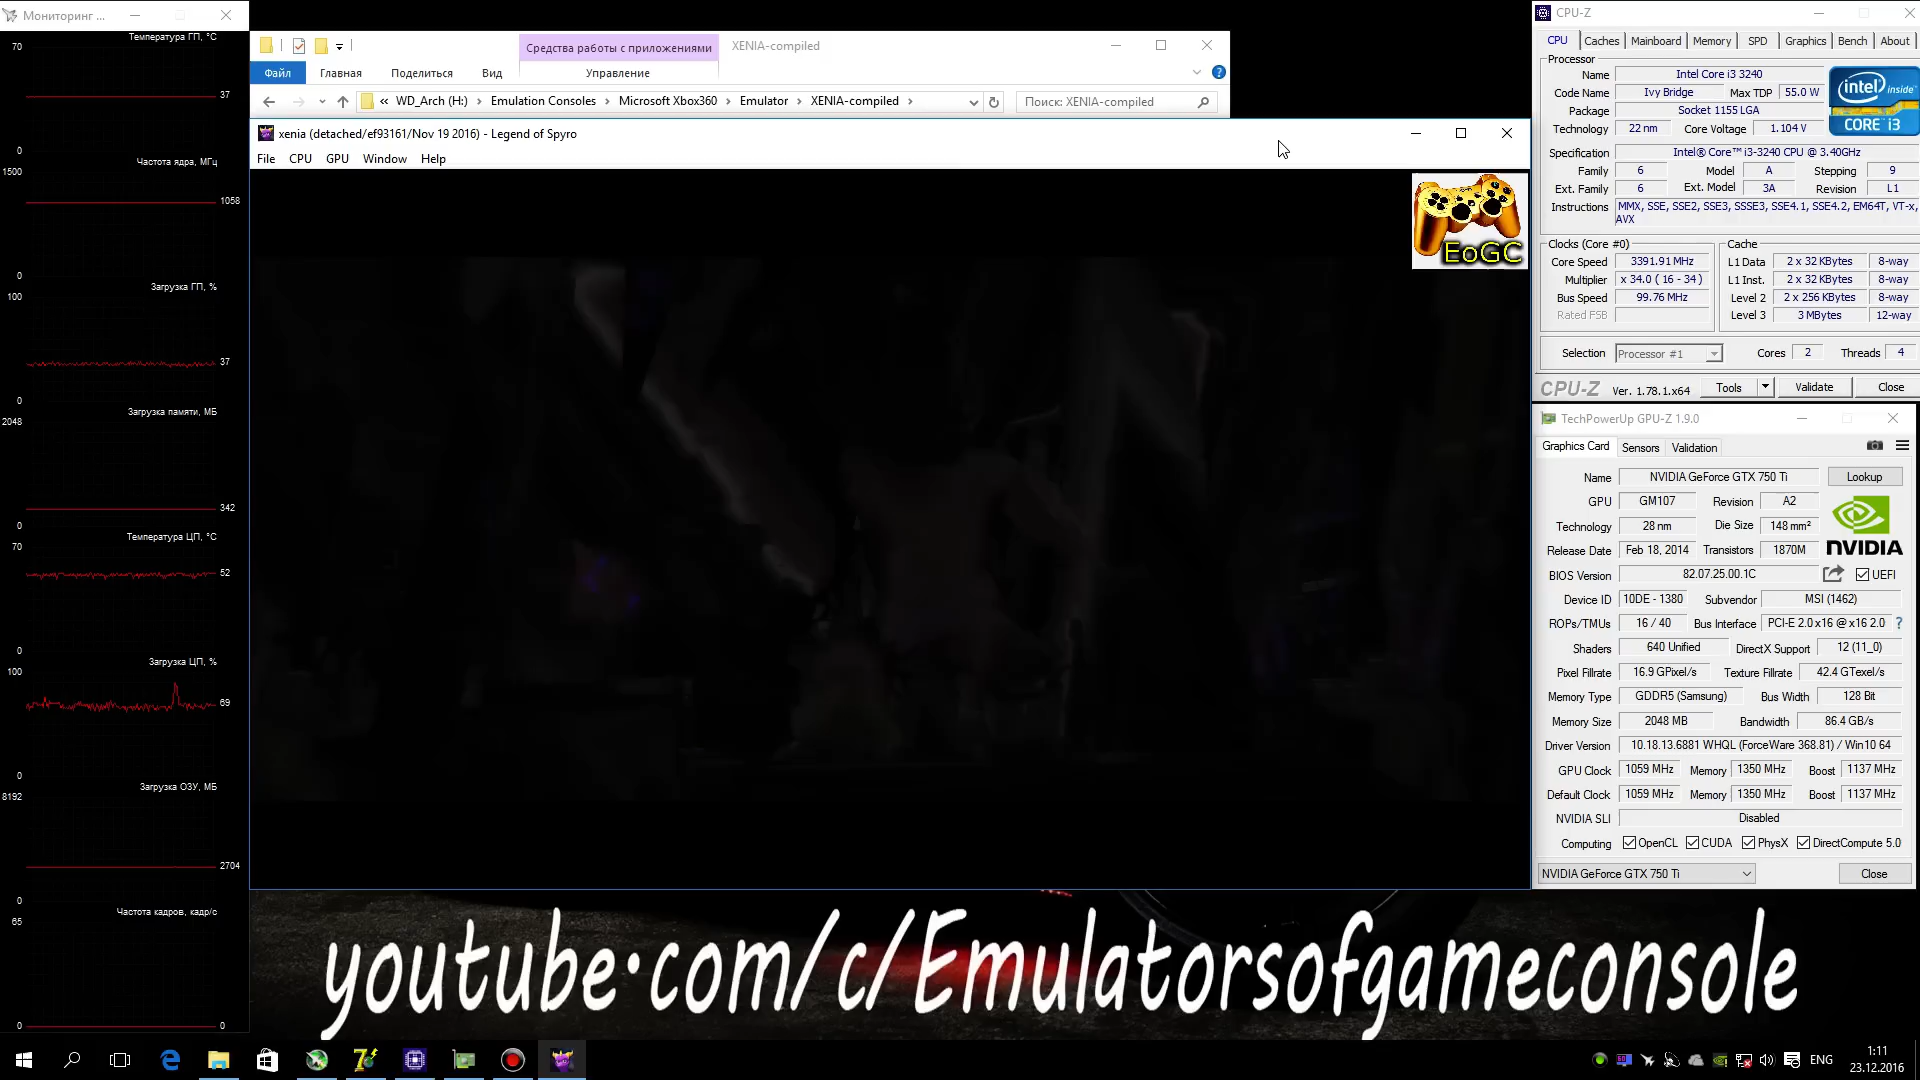 Мониторинг ...
Температура ГП, °C
70
37
0
Частота ядра, МГц
1500
1058
0
Загрузка ГП, %
100
37
0
Загрузка памяти, МБ
2048
342
0
Температура ЦП, °C
70
52
0
Загрузка ЦП, %
100
69
0
Загрузка ОЗУ, МБ
8192
2704
0
Частота кадров, кадр/с
65
0
0
Средства работы с приложениями
XENIA-compiled
Файл
Главная
Поделиться
Вид
Управление
« WD_Arch (H:) > Emulation Consoles > Microsoft Xbox360 > Emulator > XENIA-compiled >
Поиск: XENIA-compiled
xenia (detached/ef93161/Nov 19 2016) - Legend of Spyro
File CPU GPU Window Help
EoGC
CPU-Z
CPU Caches Mainboard Memory SPD Graphics Bench About
Processor
Name Intel Core i3 3240
Code Name Ivy Bridge Max TDP 55.0 W
Package Socket 1155 LGA
Technology 22 nm Core Voltage 1.104 V
intel inside™
CORE i3
Specification Intel® Core™ i3-3240 CPU @ 3.40GHz
Family 6 Model A Stepping 9
Ext. Family 6 Ext. Model 3A Revision L1
Instructions MMX, SSE, SSE2, SSE3, SSSE3, SSE4.1, SSE4.2, EM64T, VT-x,
AVX
Clocks (Core #0)
Core Speed 3391.91 MHz
Multiplier x 34.0 ( 16 - 34 )
Bus Speed 99.76 MHz
Rated FSB
Cache
L1 Data 2 x 32 KBytes 8-way
L1 Inst. 2 x 32 KBytes 8-way
Level 2 2 x 256 KBytes 8-way
Level 3 3 MBytes 12-way
Selection Processor #1 Cores 2 Threads 4
CPU-Z Ver. 1.78.1.x64 Tools Validate Close
TechPowerUp GPU-Z 1.9.0
Graphics Card Sensors Validation
Name NVIDIA GeForce GTX 750 Ti Lookup
GPU GM107 Revision A2
Technology 28 nm Die Size 148 mm²
Release Date Feb 18, 2014 Transistors 1870M
NVIDIA
BIOS Version 82.07.25.00.1C UEFI
Device ID 10DE - 1380 Subvendor MSI (1462)
ROPs/TMUs 16 / 40 Bus Interface PCI-E 2.0 x16 @ x16 2.0 ?
Shaders 640 Unified DirectX Support 12 (11_0)
Pixel Fillrate 16.9 GPixel/s Texture Fillrate 42.4 GTexel/s
Memory Type GDDR5 (Samsung) Bus Width 128 Bit
Memory Size 2048 MB Bandwidth 86.4 GB/s
Driver Version 10.18.13.6881 WHQL (ForceWare 368.81) / Win10 64
GPU Clock 1059 MHz Memory 1350 MHz Boost 1137 MHz
Default Clock 1059 MHz Memory 1350 MHz Boost 1137 MHz
NVIDIA SLI Disabled
Computing OpenCL CUDA PhysX DirectCompute 5.0
NVIDIA GeForce GTX 750 Ti Close
youtube.com/c/Emulatorsofgameconsole
ENG
1:11
23.12.2016